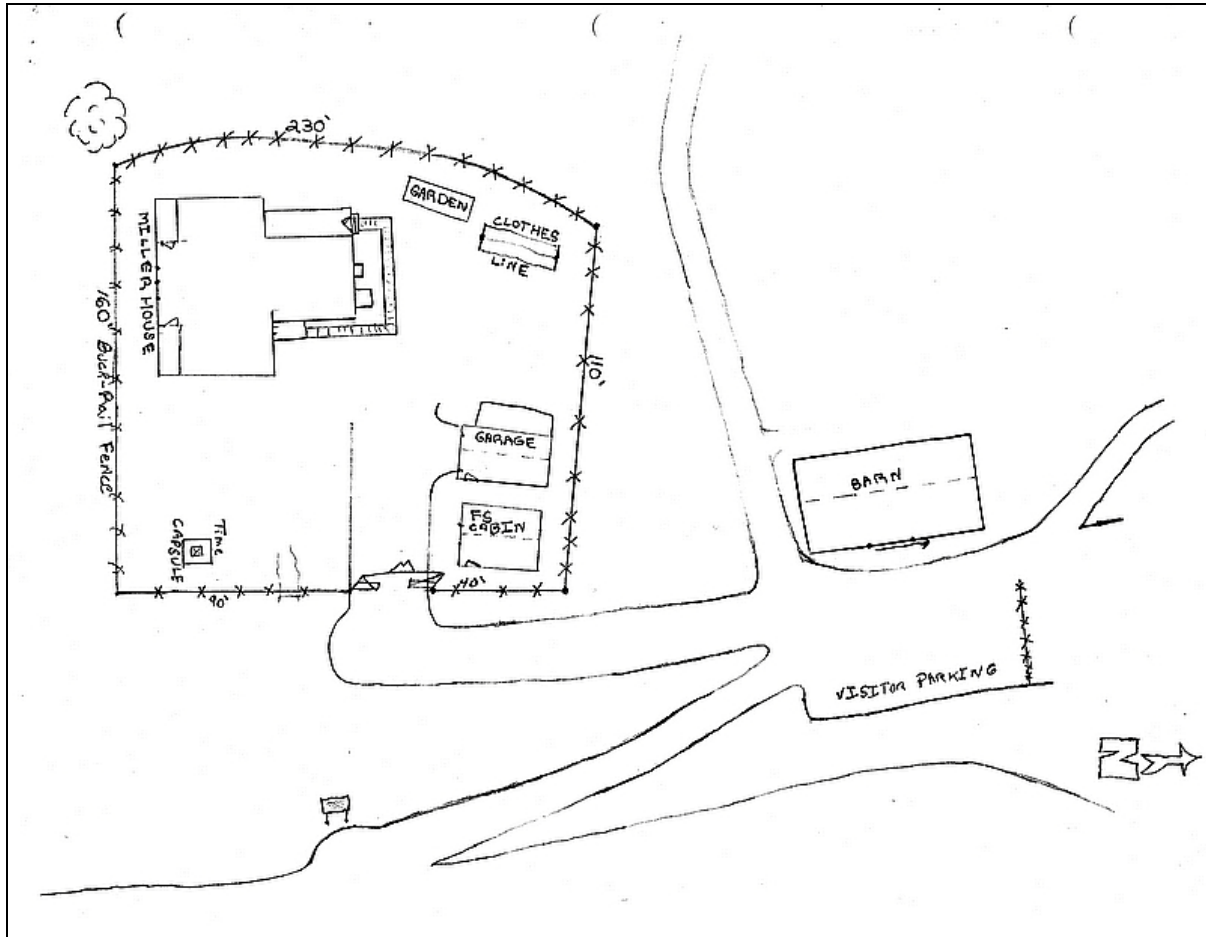 230'
GARDEN
CLOTHES
LINE
MILLER HOUSE
160' Buck-Rail Fence
110'
GARAGE
BARN
FS
CABIN
Time
CAPSULE
90'
40'
VISITOR PARKING
N